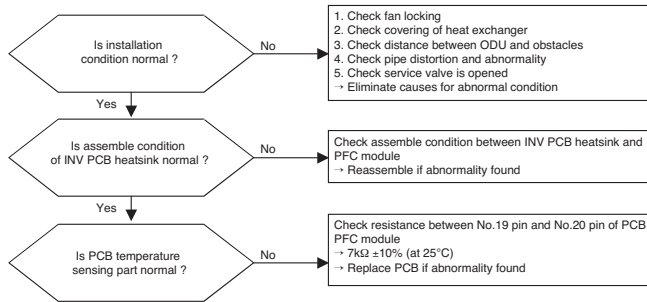 Is installation
condition normal ?
No
1. Check fan locking
2. Check covering of heat exchanger
3. Check distance between ODU and obstacles
4. Check pipe distortion and abnormality
5. Check service valve is opened
→ Eliminate causes for abnormal condition
Yes
Is assemble condition
of INV PCB heatsink normal ?
No
Check assemble condition between INV PCB heatsink and
PFC module
→ Reassemble if abnormality found
Yes
Is PCB temperature
sensing part normal ?
No
Check resistance between No.19 pin and No.20 pin of PCB
PFC module
→ 7kΩ ±10% (at 25°C)
→ Replace PCB if abnormality found